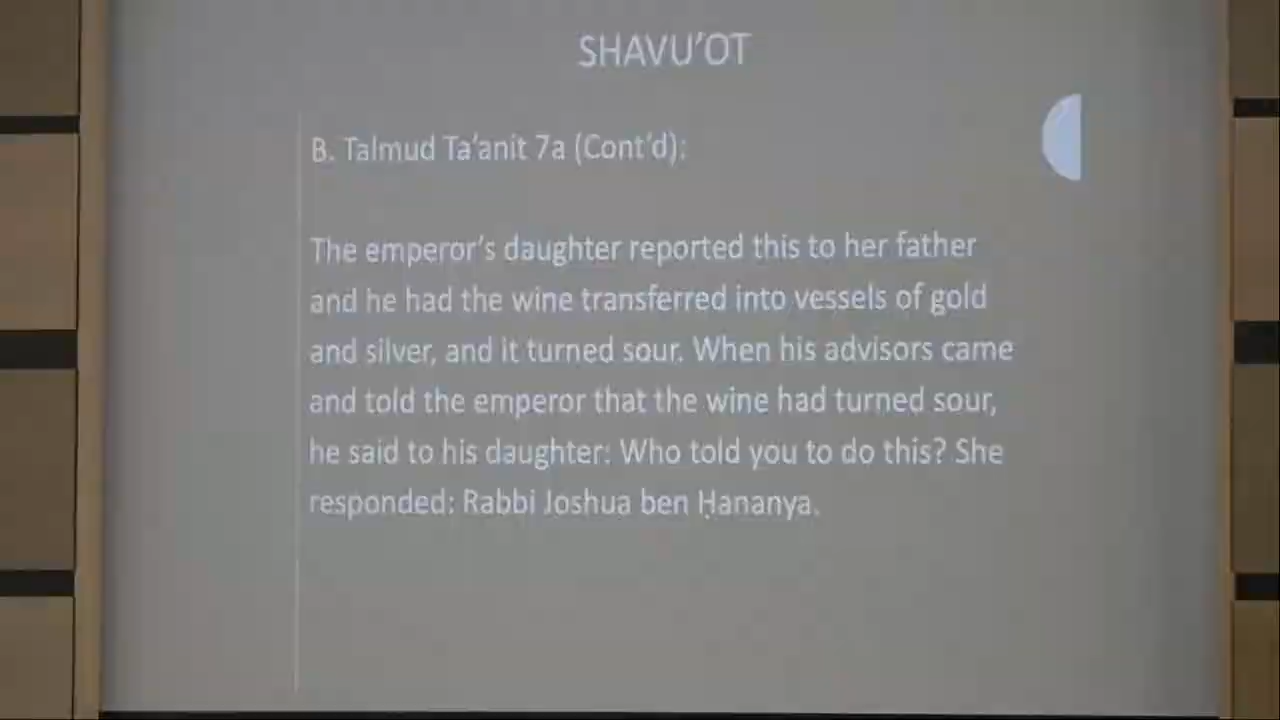 SHAVU'OT
B. Talmud Ta'anit 7a (Cont'd):
The emperor's daughter reported this to her father
and he had the wine transferred into vessels of gold
and silver, and it turned sour. When his advisors came
and told the emperor that the wine had turned sour,
he said to his daughter: Who told you to do this? She
responded: Rabbi Joshua ben Ḥananya.